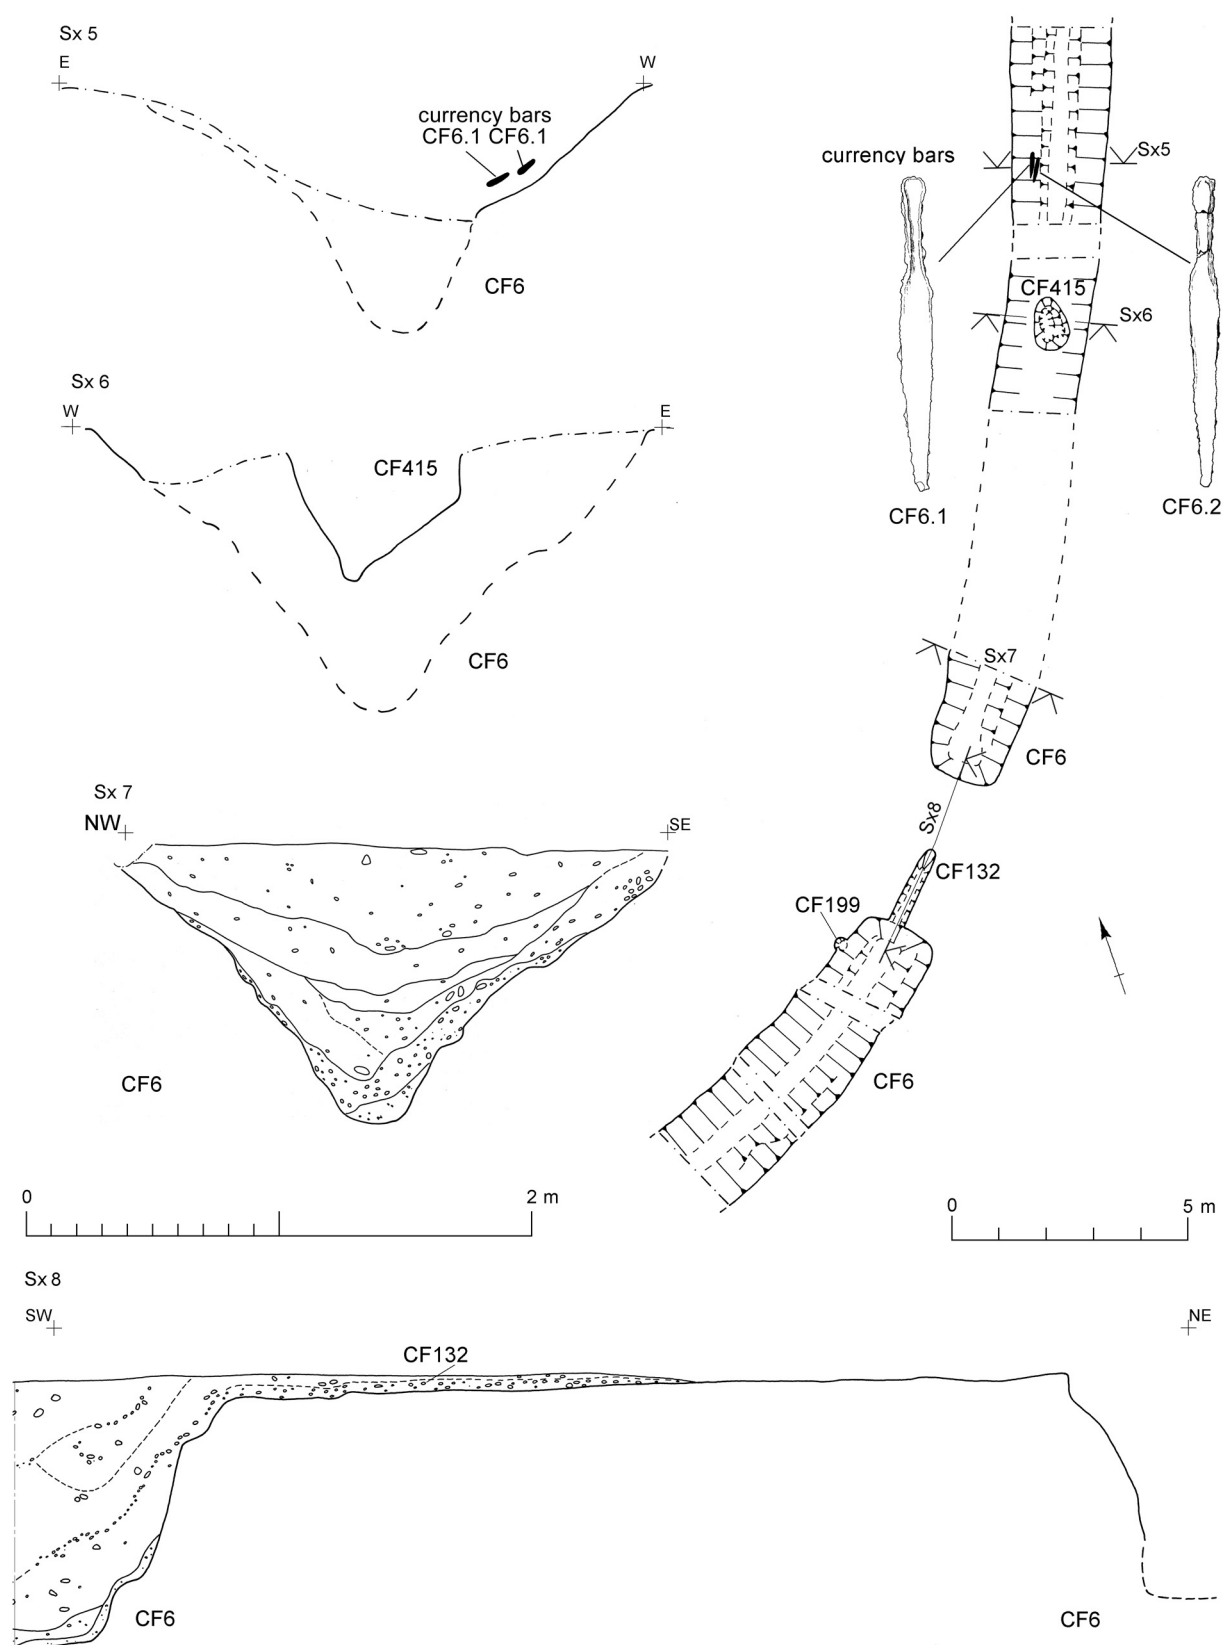 Sx 5
E
W
currency bars
CF6.1 CF6.1
CF6
Sx 6
W
E
CF415
CF6
Sx 7
NW
SE
CF6
0
2 m
currency bars
Sx5
CF415
Sx6
CF6.1
CF6.2
Sx7
CF6
Sx8
CF132
CF199
CF6
0
5 m
Sx 8
SW
NE
CF132
CF6
CF6